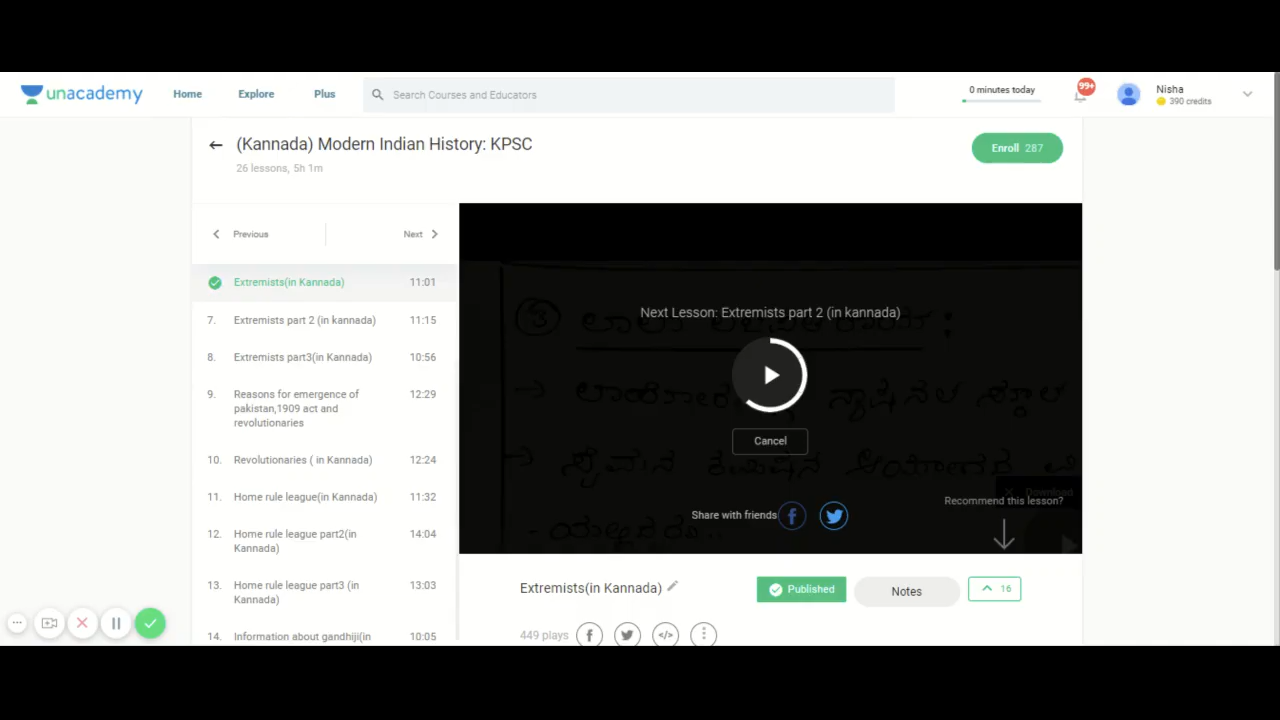 unacademy
Home
Explore
Plus
Search Courses and Educators
0 minutes today
99+
Nisha
390 credits
(Kannada) Modern Indian History: KPSC
26 lessons, 5h 1m
Enroll 287
Previous
Next
Extremists(in Kannada) 11:01
7. Extremists part 2 (in kannada) 11:15
8. Extremists part3(in Kannada) 10:56
9. Reasons for emergence of 12:29
pakistan,1909 act and
revolutionaries
10. Revolutionaries ( in Kannada) 12:24
11. Home rule league(in Kannada) 11:32
12. Home rule league part2(in 14:04
Kannada)
13. Home rule league part3 (in 13:03
Kannada)
14. Information about gandhiji(in 10:05
Next Lesson: Extremists part 2 (in kannada)
Cancel
Share with friends
Download
Recommend this lesson?
Extremists(in Kannada)
Published
Notes
16
449 plays